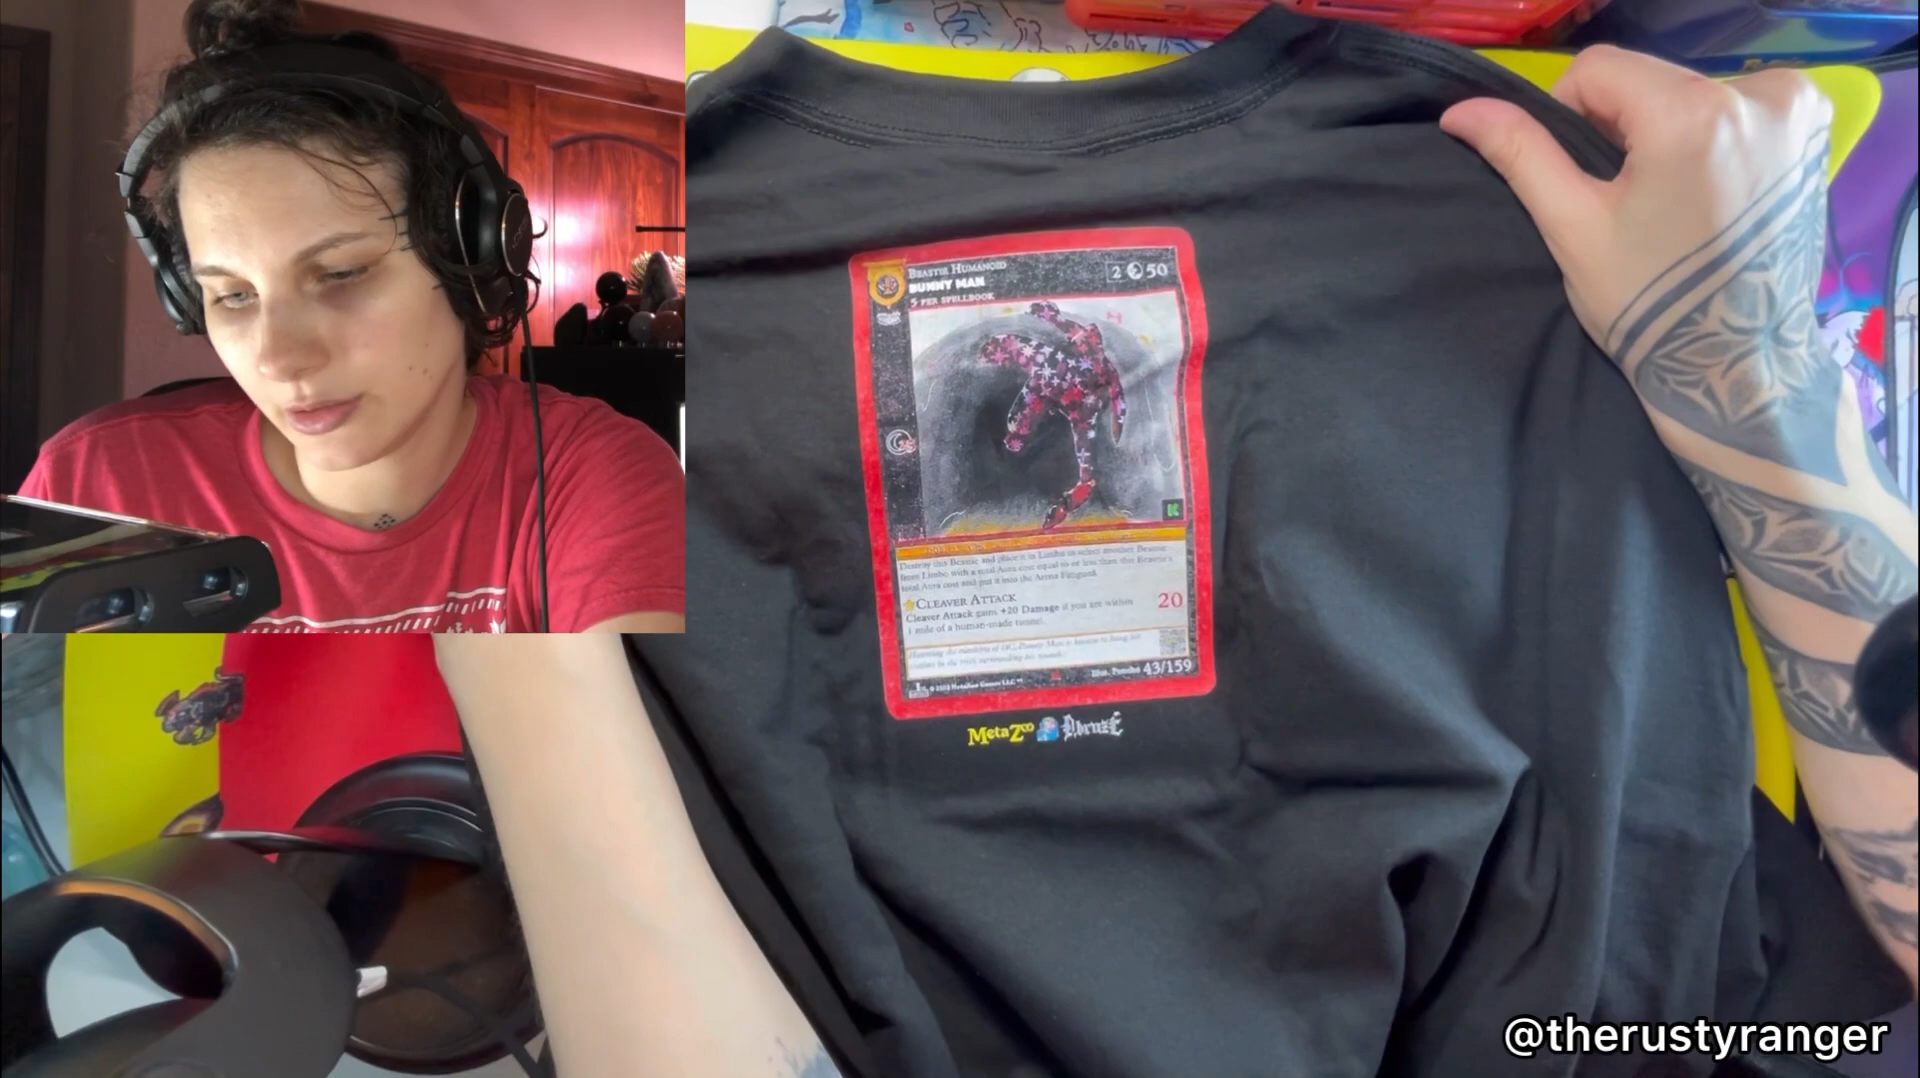 BEASTIE HUMANOID
BUNNY MAN
2 50
5 PER SPELLBOOK
K
Destroy this Beastie and place it in Limbo to select another Beastie
from Limbo with a total Aura cost equal to or less than this Beastie's
total Aura cost and put it into the Arena Fatigued.
CLEAVER ATTACK
20
Cleaver Attack gains +20 Damage if you are within
1 mile of a human-made tunnel.
Illus. 43/159
MetaZoo
@therustyranger